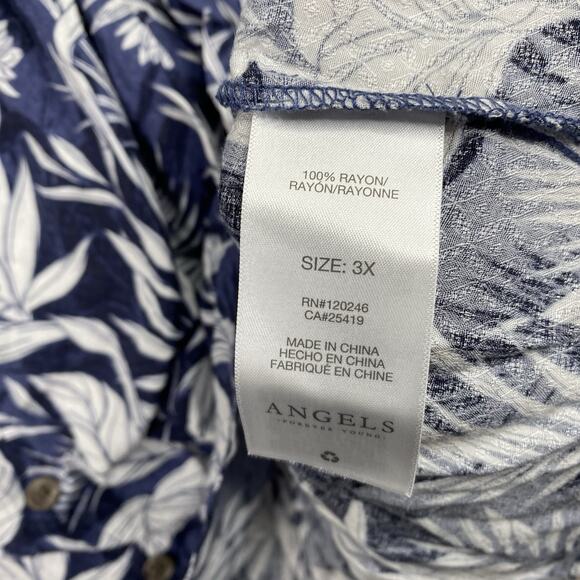 100% RAYON/
RAYÓN/RAYONNE
SIZE: 3X
RN#120246
CA#25419
MADE IN CHINA
HECHO EN CHINA
FABRIQUÉ EN CHINE
ANGELS
·FOREVER YOUNG·